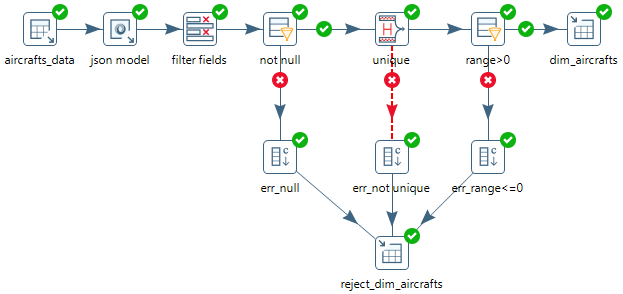 aircrafts_data
json model
filter fields
not null
unique
range>0
dim_aircrafts
err_null
err_not unique
err_range<=0
reject_dim_aircrafts